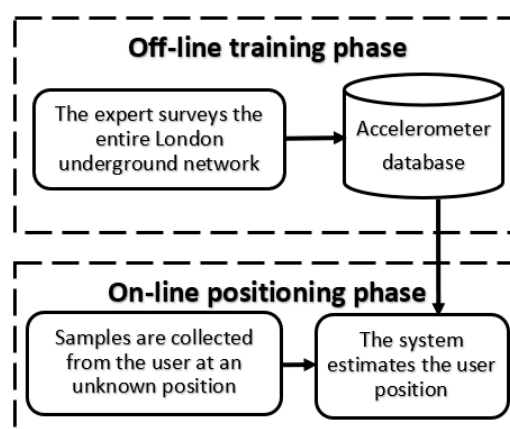 Off-line training phase
The expert surveys the
entire London
underground network
Accelerometer
database
On-line positioning phase
Samples are collected
from the user at an
unknown position
The system
estimates the user
position